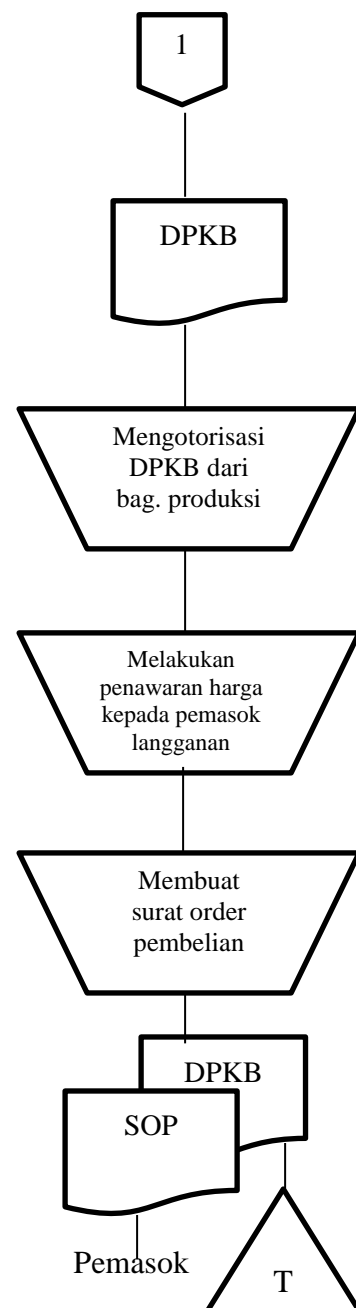 1
DPKB
Mengotorisasi
DPKB dari
bag. produksi
Melakukan
penawaran harga
kepada pemasok
langganan
Membuat
surat order
pembelian
DPKB
SOP
Pemasok
T